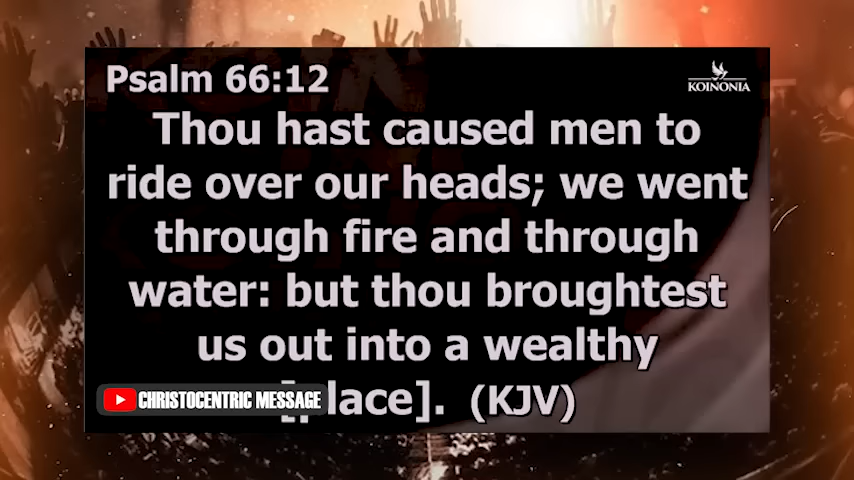 Psalm 66:12
KOINONIA
Thou hast caused men to
ride over our heads; we went
through fire and through
water: but thou broughtest
us out into a wealthy
[place]. (KJV)
CHRISTOCENTRIC MESSAGE